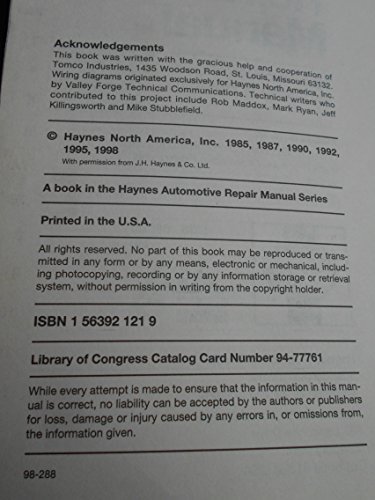 Acknowledgements
This book was written with the gracious help and cooperation of
Tomco Industries, 1435 Woodson Road, St. Louis, Missouri 63132.
Wiring diagrams originated exclusively for Haynes North America, Inc.
by Valley Forge Technical Communications. Technical writers who
contributed to this project include Rob Maddox, Mark Ryan, Jeff
Killingsworth and Mike Stubblefield.
© Haynes North America, Inc. 1985, 1987, 1990, 1992,
1995, 1998
With permission from J.H. Haynes & Co. Ltd.
A book in the Haynes Automotive Repair Manual Series
Printed in the U.S.A.
All rights reserved. No part of this book may be reproduced or trans-
mitted in any form or by any means, electronic or mechanical, includ-
ing photocopying, recording or by any information storage or retrieval
system, without permission in writing from the copyright holder.
ISBN 1 56392 121 9
Library of Congress Catalog Card Number 94-77761
While every attempt is made to ensure that the information in this man-
ual is correct, no liability can be accepted by the authors or publishers
for loss, damage or injury caused by any errors in, or omissions from,
the information given.
98-288